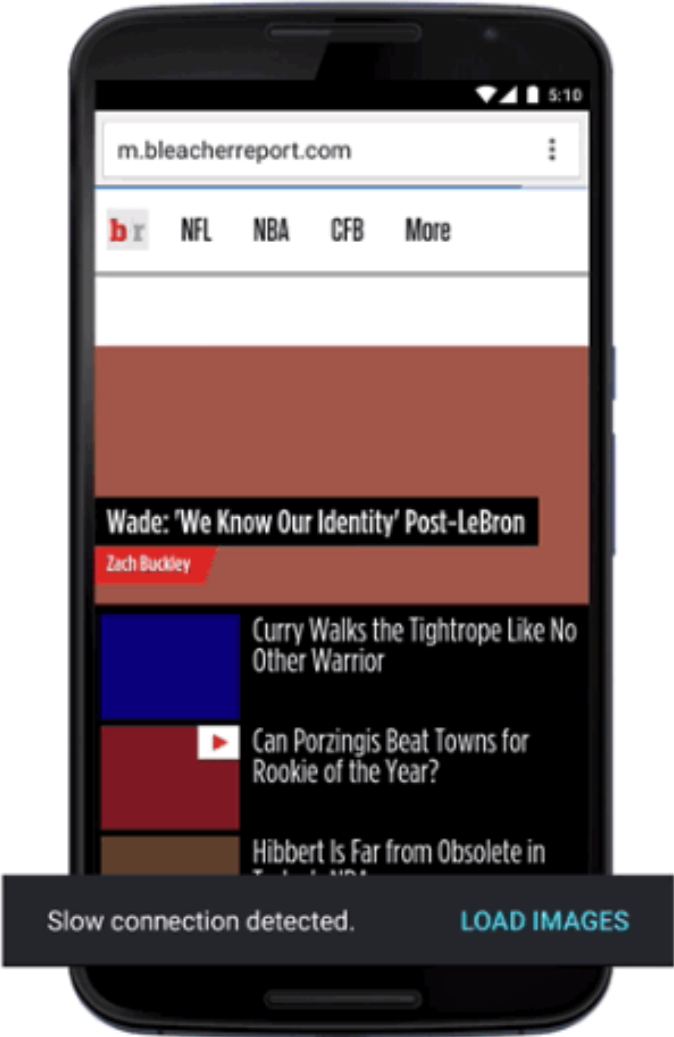 5:10
m.bleacherreport.com
br NFL NBA CFB More
Wade: 'We Know Our Identity' Post-LeBron
Zach Buckley
Curry Walks the Tightrope Like No
Other Warrior
Can Porzingis Beat Towns for
Rookie of the Year?
Hibbert Is Far from Obsolete in
Slow connection detected. LOAD IMAGES